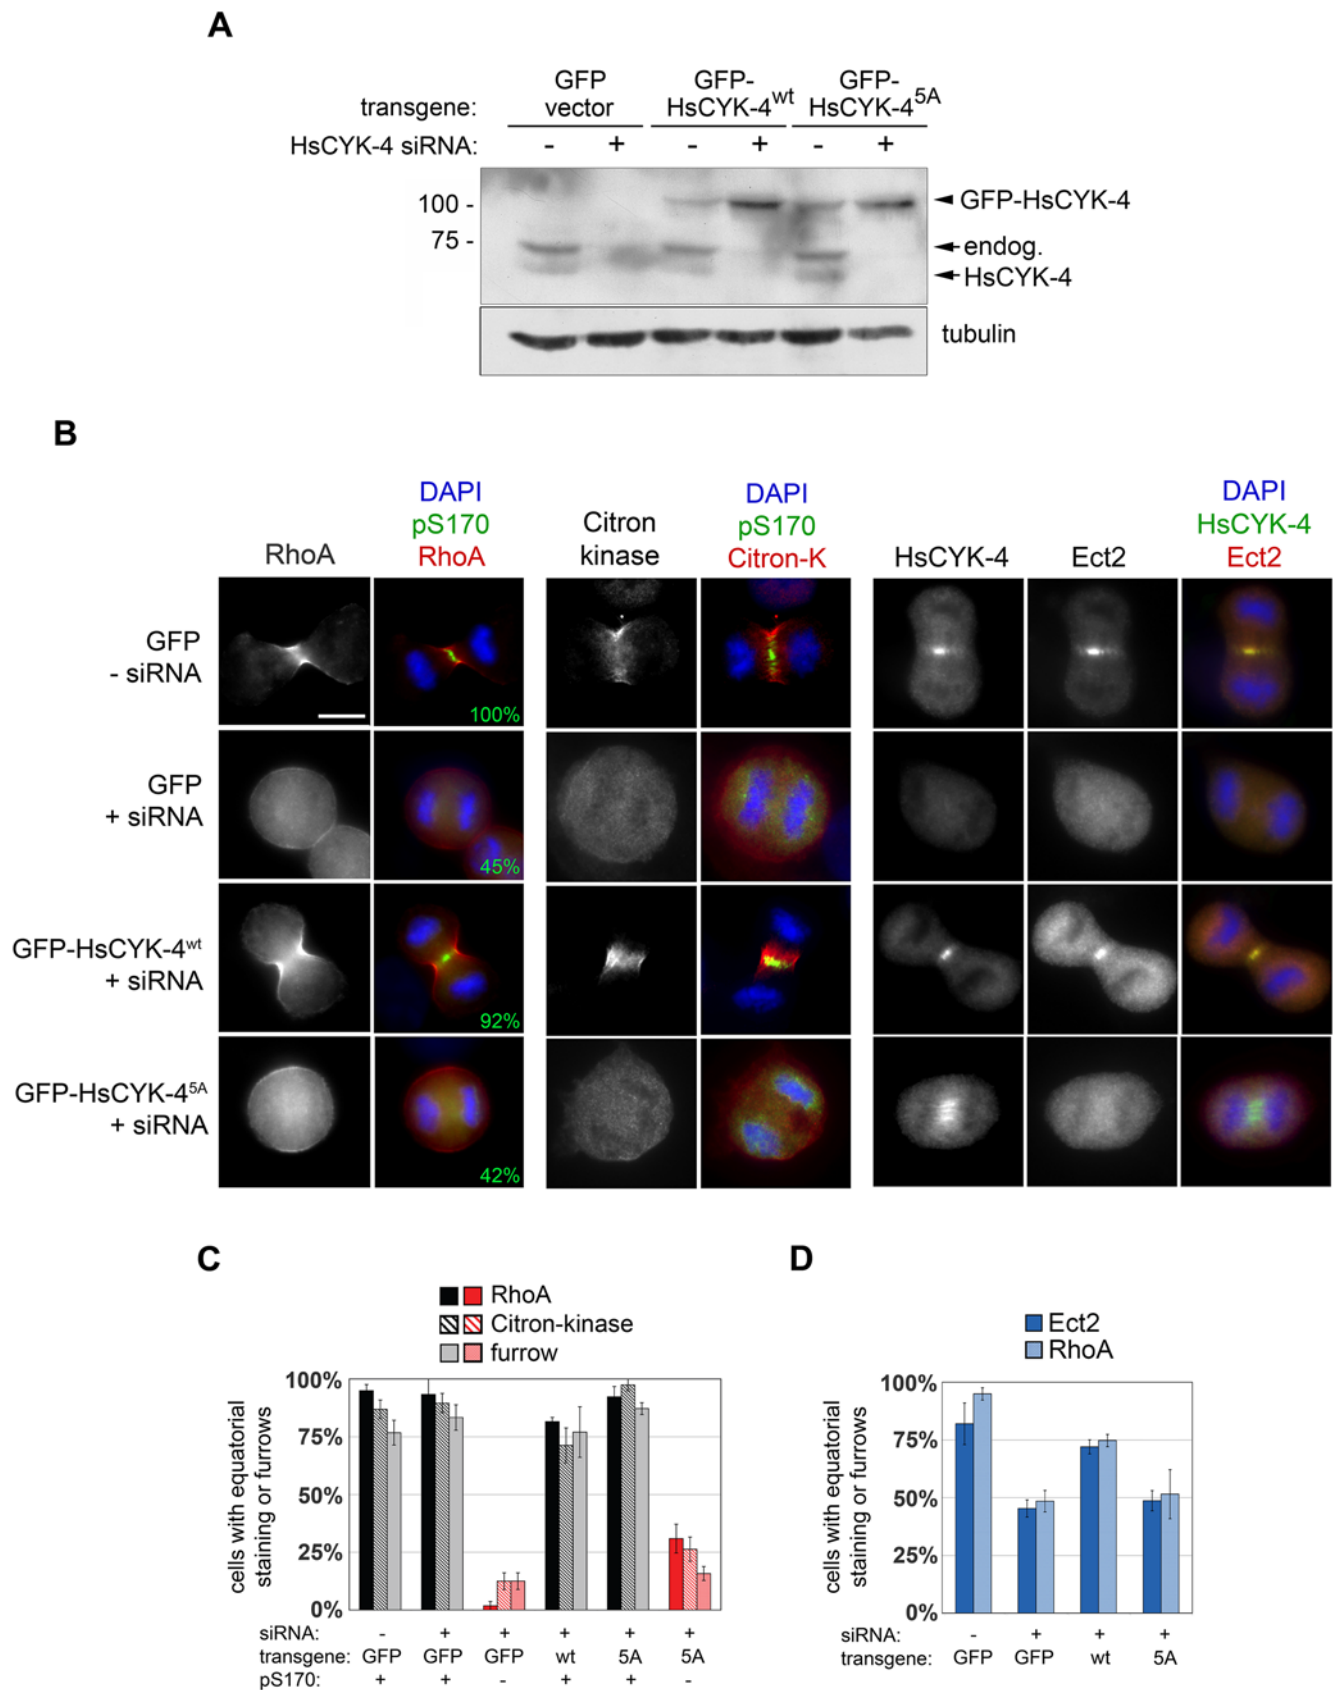 A
transgene:
GFP
vector
GFP-
HsCYK-4wt
GFP-
HsCYK-45A
HsCYK-4 siRNA:
- + - + - +
100 -
75 -
GFP-HsCYK-4
endog.
HsCYK-4
tubulin
B
RhoA
DAPI
pS170
RhoA
Citron
kinase
DAPI
pS170
Citron-K
HsCYK-4
Ect2
DAPI
HsCYK-4
Ect2
GFP
- siRNA
100%
GFP
+ siRNA
45%
GFP-HsCYK-4wt
+ siRNA
92%
GFP-HsCYK-45A
+ siRNA
42%
C
RhoA
Citron-kinase
furrow
cells with equatorial
staining or furrows
100%
75%
50%
25%
0%
siRNA: - + + + + +
transgene: GFP GFP GFP wt 5A 5A
pS170: + + - + + -
D
Ect2
RhoA
cells with equatorial
staining or furrows
100%
75%
50%
25%
0%
siRNA: - + + +
transgene: GFP GFP wt 5A